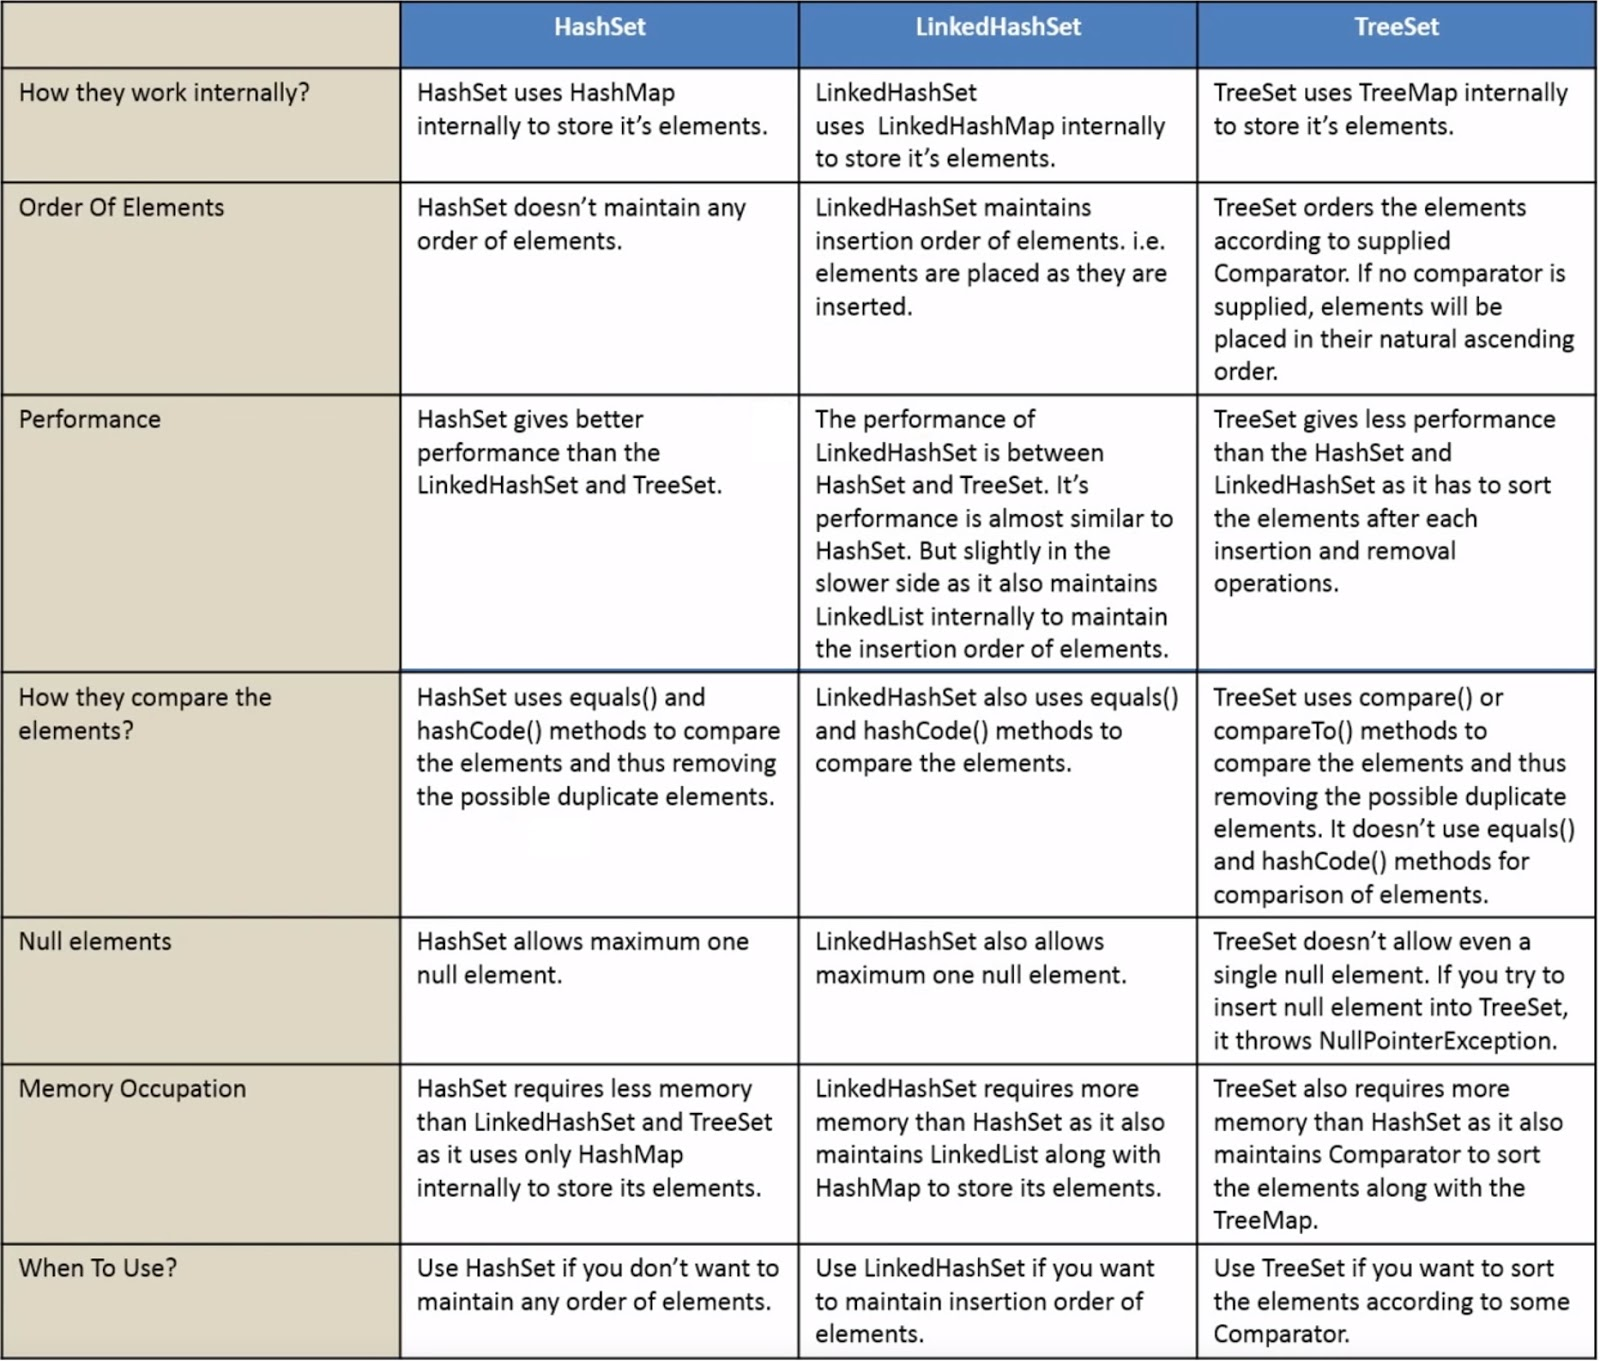 HashSet
LinkedHashSet
TreeSet
How they work internally?
HashSet uses HashMap
internally to store it’s elements.
LinkedHashSet
uses  LinkedHashMap internally
to store it’s elements.
TreeSet uses TreeMap internally
to store it’s elements.
Order Of Elements
HashSet doesn’t maintain any
order of elements.
LinkedHashSet maintains
insertion order of elements. i.e.
elements are placed as they are
inserted.
TreeSet orders the elements
according to supplied
Comparator. If no comparator is
supplied, elements will be
placed in their natural ascending
order.
Performance
HashSet gives better
performance than the
LinkedHashSet and TreeSet.
The performance of
LinkedHashSet is between
HashSet and TreeSet. It’s
performance is almost similar to
HashSet. But slightly in the
slower side as it also maintains
LinkedList internally to maintain
the insertion order of elements.
TreeSet gives less performance
than the HashSet and
LinkedHashSet as it has to sort
the elements after each
insertion and removal
operations.
How they compare the
elements?
HashSet uses equals() and
hashCode() methods to compare
the elements and thus removing
the possible duplicate elements.
LinkedHashSet also uses equals()
and hashCode() methods to
compare the elements.
TreeSet uses compare() or
compareTo() methods to
compare the elements and thus
removing the possible duplicate
elements. It doesn’t use equals()
and hashCode() methods for
comparison of elements.
Null elements
HashSet allows maximum one
null element.
LinkedHashSet also allows
maximum one null element.
TreeSet doesn’t allow even a
single null element. If you try to
insert null element into TreeSet,
it throws NullPointerException.
Memory Occupation
HashSet requires less memory
than LinkedHashSet and TreeSet
as it uses only HashMap
internally to store its elements.
LinkedHashSet requires more
memory than HashSet as it also
maintains LinkedList along with
HashMap to store its elements.
TreeSet also requires more
memory than HashSet as it also
maintains Comparator to sort
the elements along with the
TreeMap.
When To Use?
Use HashSet if you don’t want to
maintain any order of elements.
Use LinkedHashSet if you want
to maintain insertion order of
elements.
Use TreeSet if you want to sort
the elements according to some
Comparator.